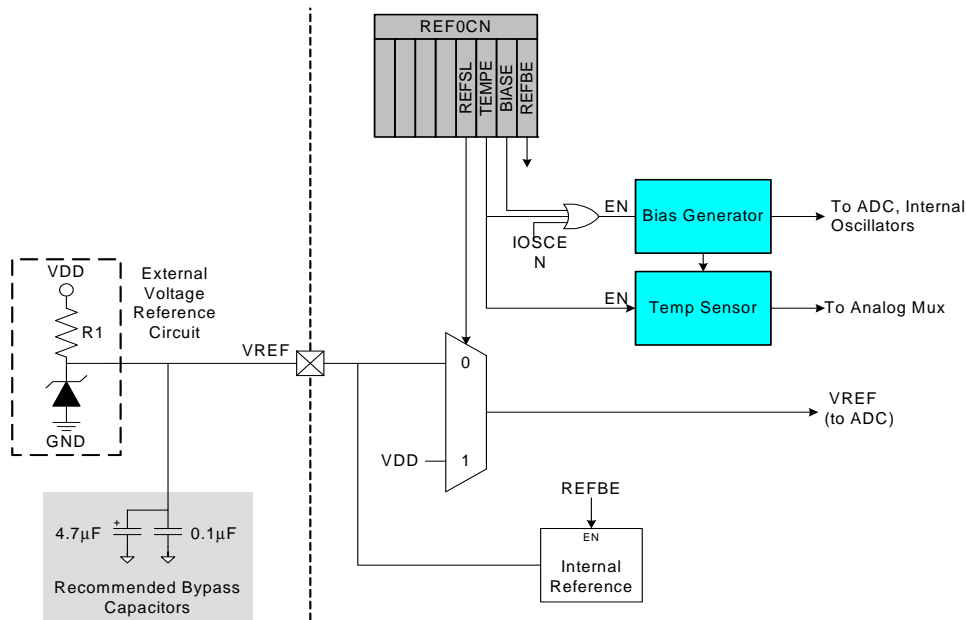 REF0CN
REFSL
TEMPE
BIASE
REFBE
EN
Bias Generator
To ADC, Internal
Oscillators
IOSCE
N
EN
Temp Sensor
To Analog Mux
VDD
R1
GND
External
Voltage
Reference
Circuit
VREF
0
VDD
1
VREF
(to ADC)
REFBE
EN
Internal
Reference
+
4.7µF
0.1µF
Recommended Bypass
Capacitors